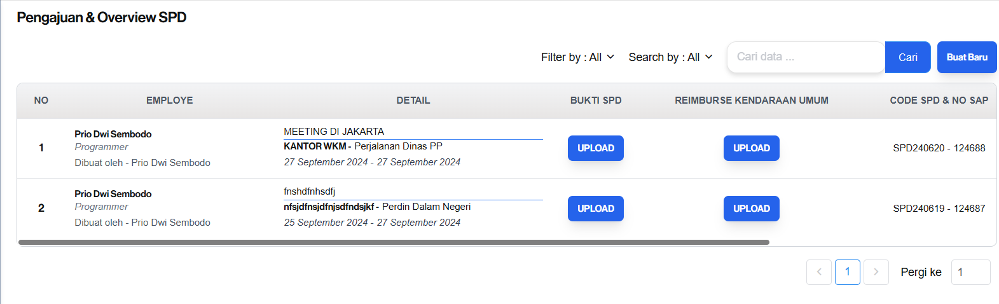 Pengajuan & Overview SPD
Filter by : All
Search by : All
Cari data ...
Cari
Buat Baru
NO
EMPLOYE
DETAIL
BUKTI SPD
REIMBURSE KENDARAAN UMUM
CODE SPD & NO SAP
1
Prio Dwi Sembodo
Programmer
Dibuat oleh - Prio Dwi Sembodo
MEETING DI JAKARTA
KANTOR WKM - Perjalanan Dinas PP
27 September 2024 - 27 September 2024
UPLOAD
UPLOAD
SPD240620 - 124688
2
Prio Dwi Sembodo
Programmer
Dibuat oleh - Prio Dwi Sembodo
fnshdfnhsdfj
nfsjdfnsjdfnjsdfndsjkf - Perdin Dalam Negeri
25 September 2024 - 27 September 2024
UPLOAD
UPLOAD
SPD240619 - 124687
1
Pergi ke
1